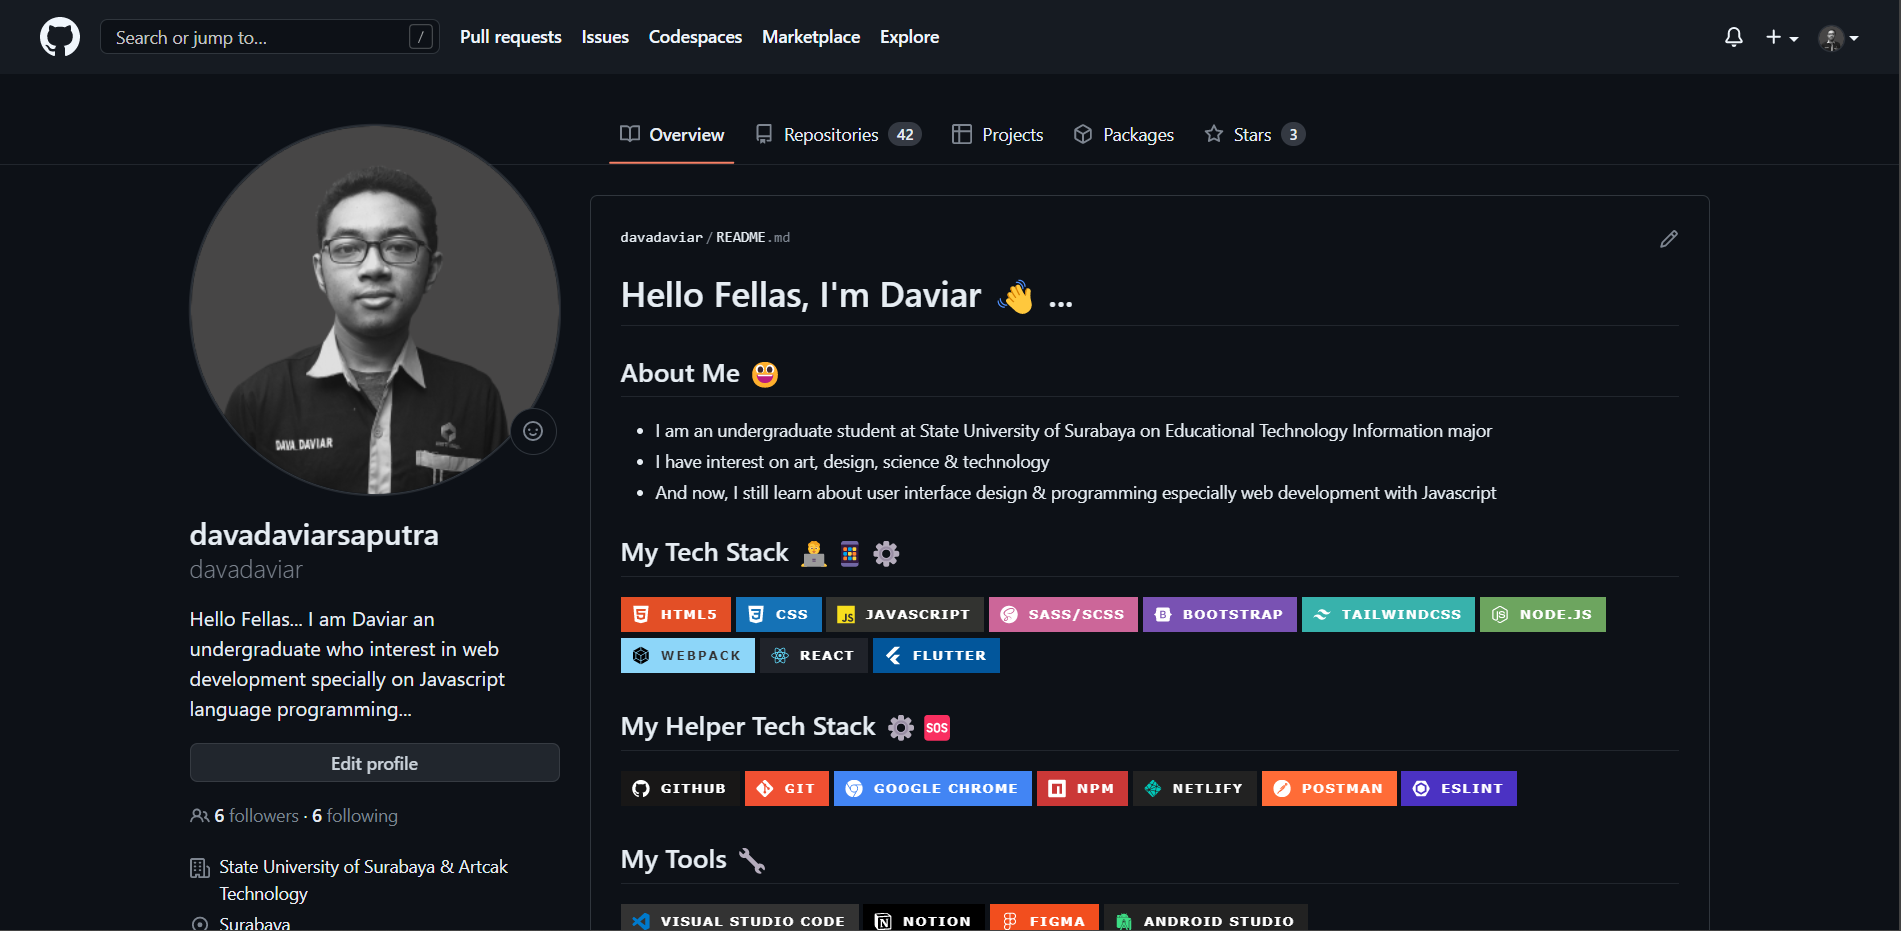 Search or jump to... /
Pull requests Issues Codespaces Marketplace Explore
Overview Repositories 42 Projects Packages Stars 3
DAVA DAVIAR
davadaviarsaputra
davadaviar
Hello Fellas... I am Daviar an
undergraduate who interest in web
development specially on Javascript
language programming...
Edit profile
6 followers · 6 following
State University of Surabaya & Artcak
Technology
Surabaya
davadaviar/README.md
Hello Fellas, I'm Daviar 👋 ...
About Me 😃
• I am an undergraduate student at State University of Surabaya on Educational Technology Information major
• I have interest on art, design, science & technology
• And now, I still learn about user interface design & programming especially web development with Javascript
My Tech Stack 🧑‍💻 📱 ⚙️
HTML5 CSS JS JAVASCRIPT SASS/SCSS B BOOTSTRAP TAILWINDCSS NODE.JS
WEBPACK REACT FLUTTER
My Helper Tech Stack ⚙️ 🆘
GITHUB GIT GOOGLE CHROME NPM NETLIFY POSTMAN ESLINT
My Tools 🔧
VISUAL STUDIO CODE NOTION FIGMA ANDROID STUDIO